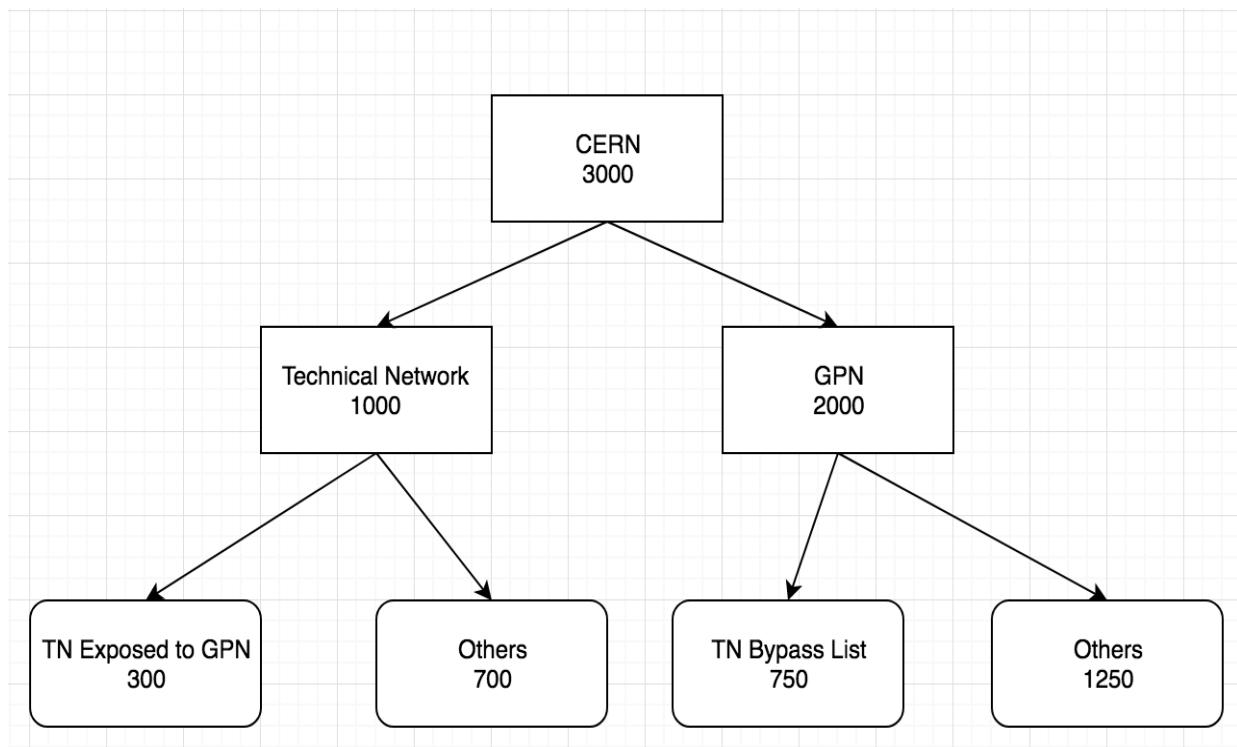 CERN
3000
Technical Network
1000
GPN
2000
TN Exposed to GPN
300
Others
700
TN Bypass List
750
Others
1250